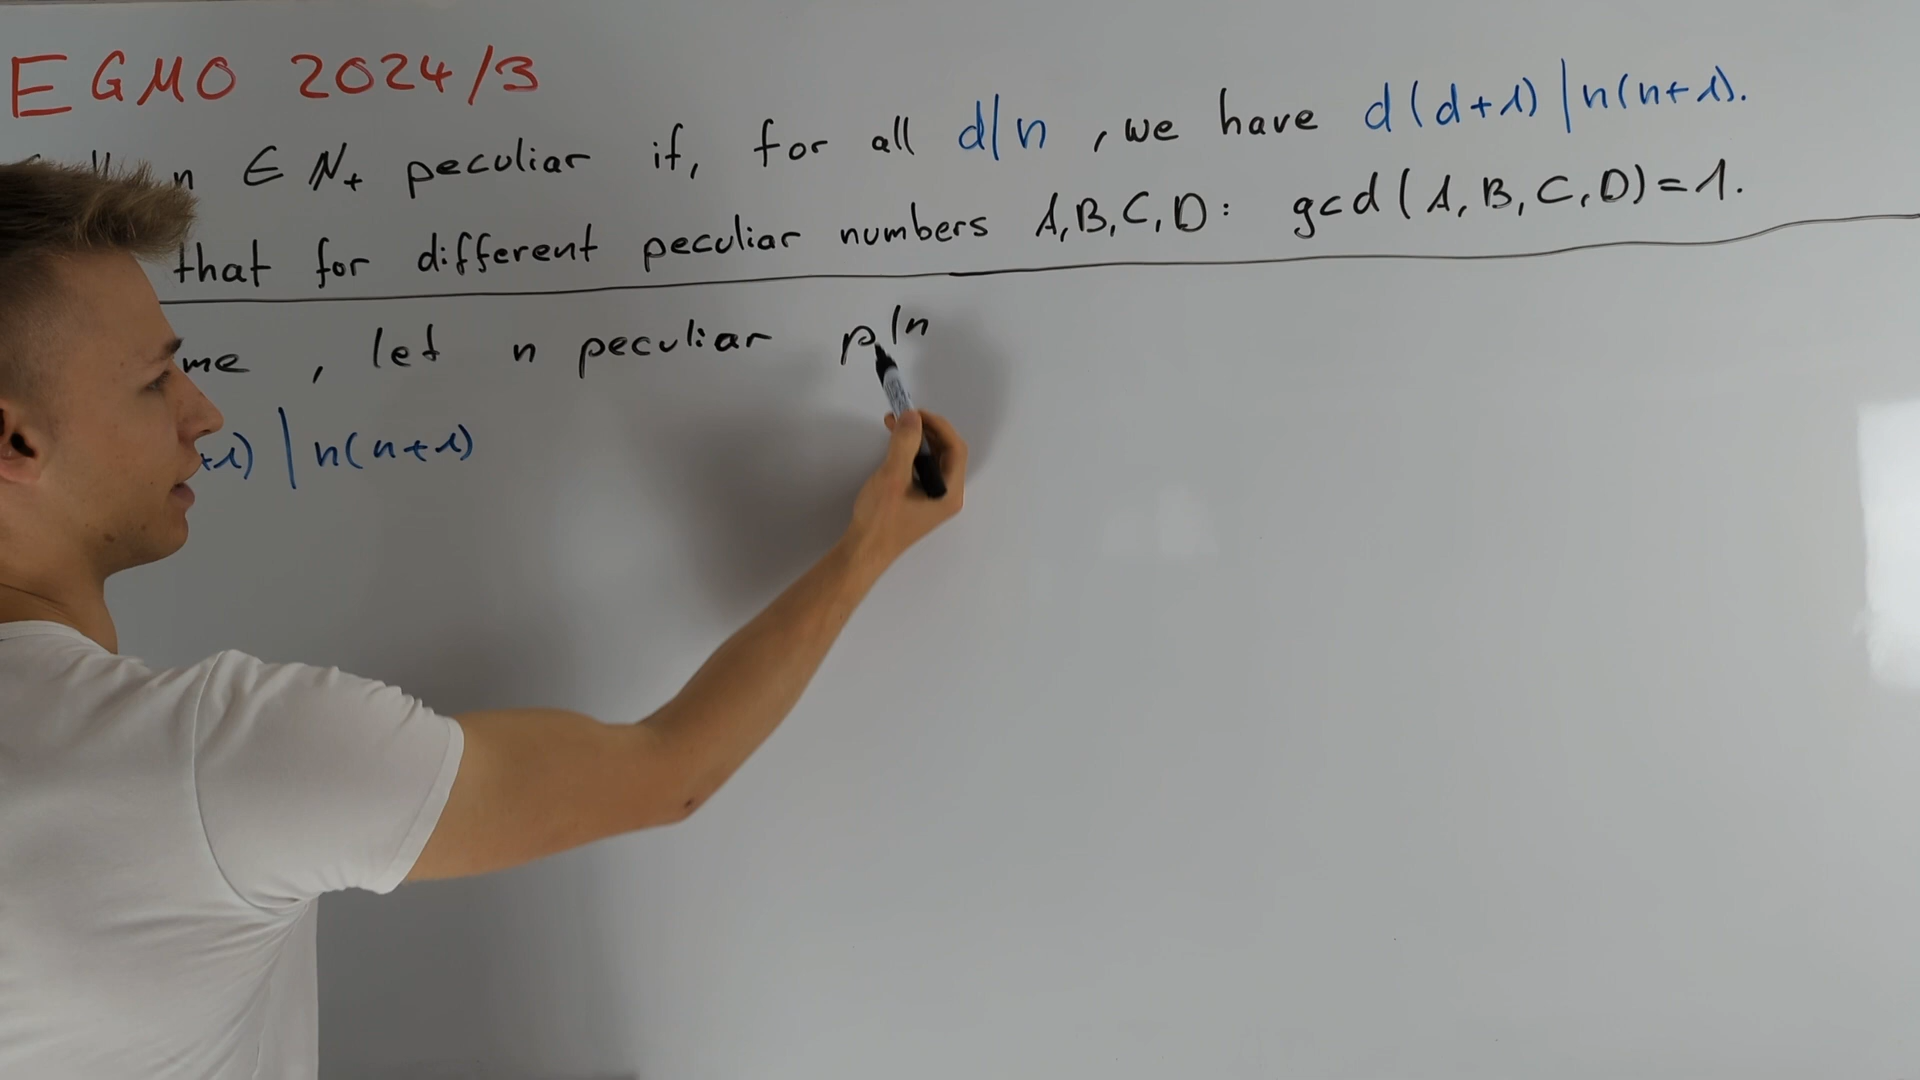 EGMO 2024/3
n ∈ N₊ peculiar if, for all d|n, we have d(d+1)|n(n+1).
that for different peculiar numbers A,B,C,D: gcd(A,B,C,D)=1.
me, let n peculiar p|n
+1)|n(n+1)